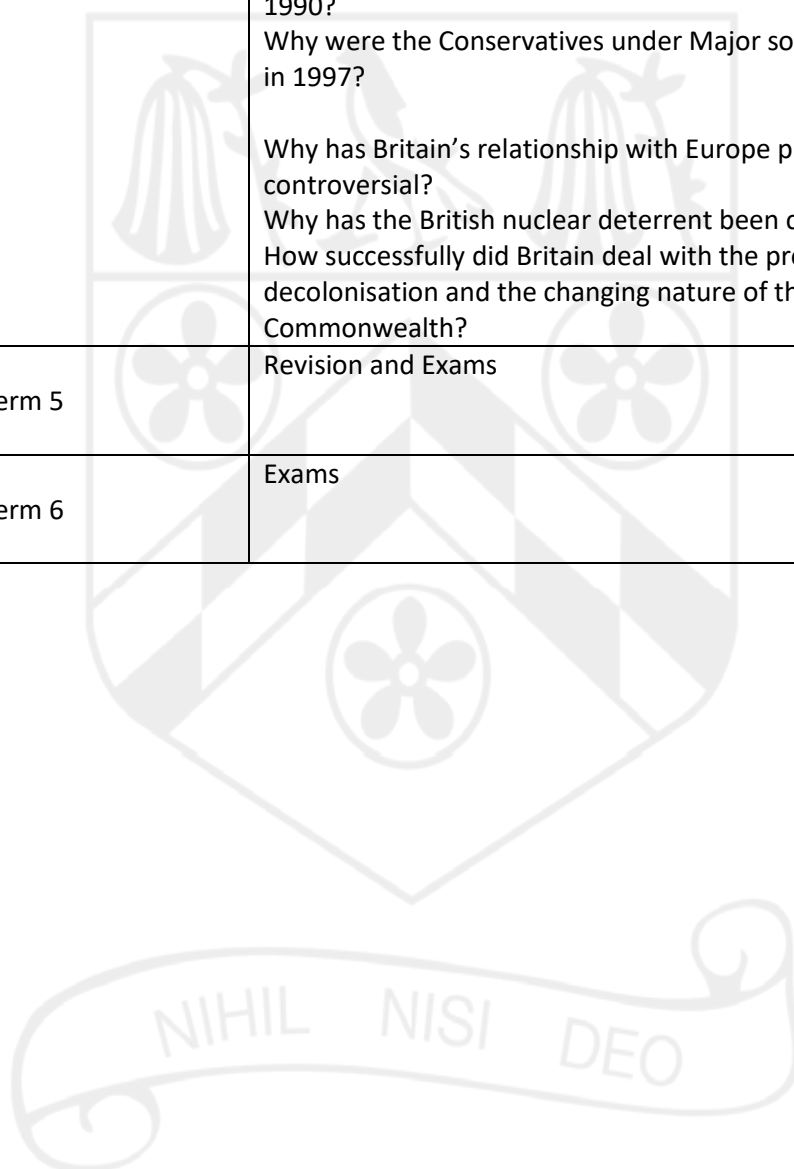 1990?
Why were the Conservatives under Major so
in 1997?
Why has Britain’s relationship with Europe p
controversial?
Why has the British nuclear deterrent been
How successfully did Britain deal with the pr
decolonisation and the changing nature of th
Commonwealth?
Revision and Exams
erm 5
Exams
erm 6
NIHIL NISI DEO